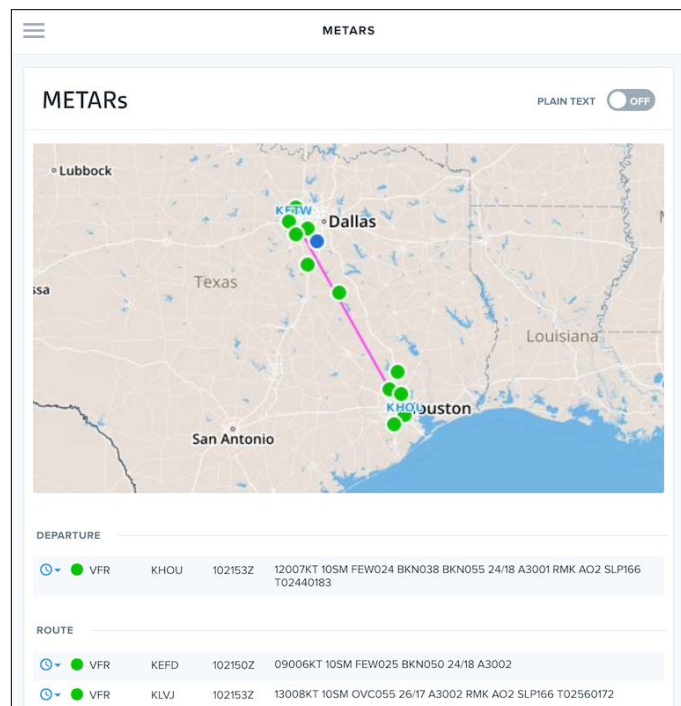 METARS
METARs
PLAIN TEXT OFF
Lubbock
Dallas
Texas
Louisiana
KHOU
San Antonio
DEPARTURE
VFR KHOU 102153Z 12007KT 10SM FEW024 BKN038 BKN055 24/18 A3001 RMK AO2 SLP166
T02440183
ROUTE
VFR KEFD 102150Z 09006KT 10SM FEW025 BKN050 24/18 A3002
VFR KLVJ 102153Z 13008KT 10SM OVC055 26/17 A3002 RMK AO2 SLP166 T02560172